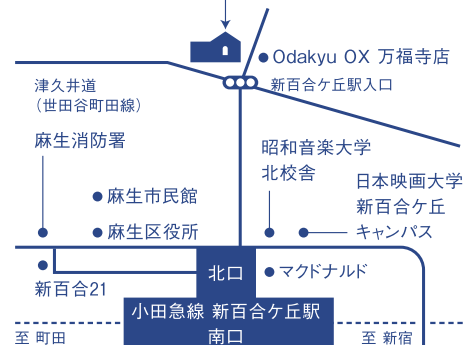 Odakyu OX 万福寺店
新百合ケ丘駅入口
津久井道
（世田谷町田線）
麻生消防署
昭和音楽大学
北校舎
日本映画大学
新百合ケ丘
キャンパス
麻生市民館
麻生区役所
北口
マクドナルド
新百合21
小田急線 新百合ケ丘駅
南口
至 町田
至 新宿